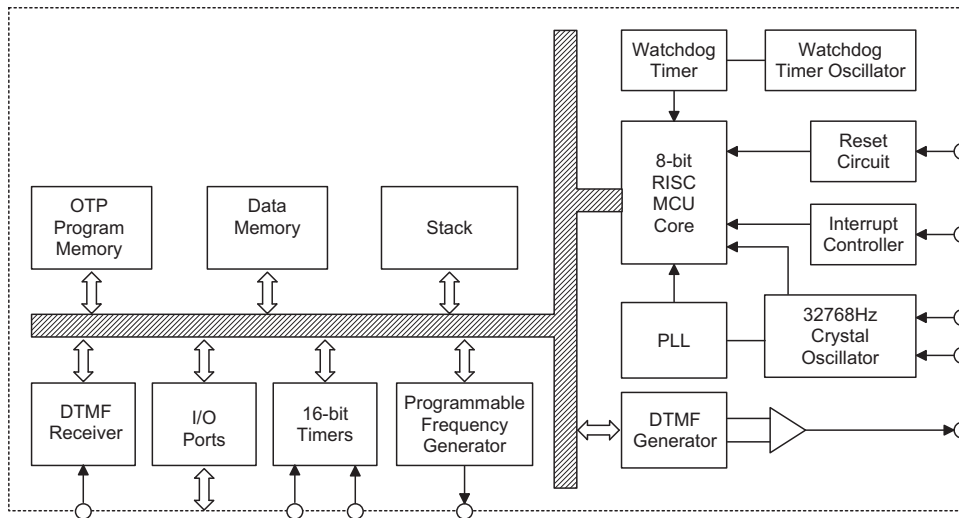 Watchdog
Timer
Watchdog
Timer Oscillator
8-bit
RISC
MCU
Core
Reset
Circuit
Interrupt
Controller
OTP
Program
Memory
Data
Memory
Stack
PLL
32768Hz
Crystal
Oscillator
DTMF
Receiver
I/O
Ports
16-bit
Timers
Programmable
Frequency
Generator
DTMF
Generator